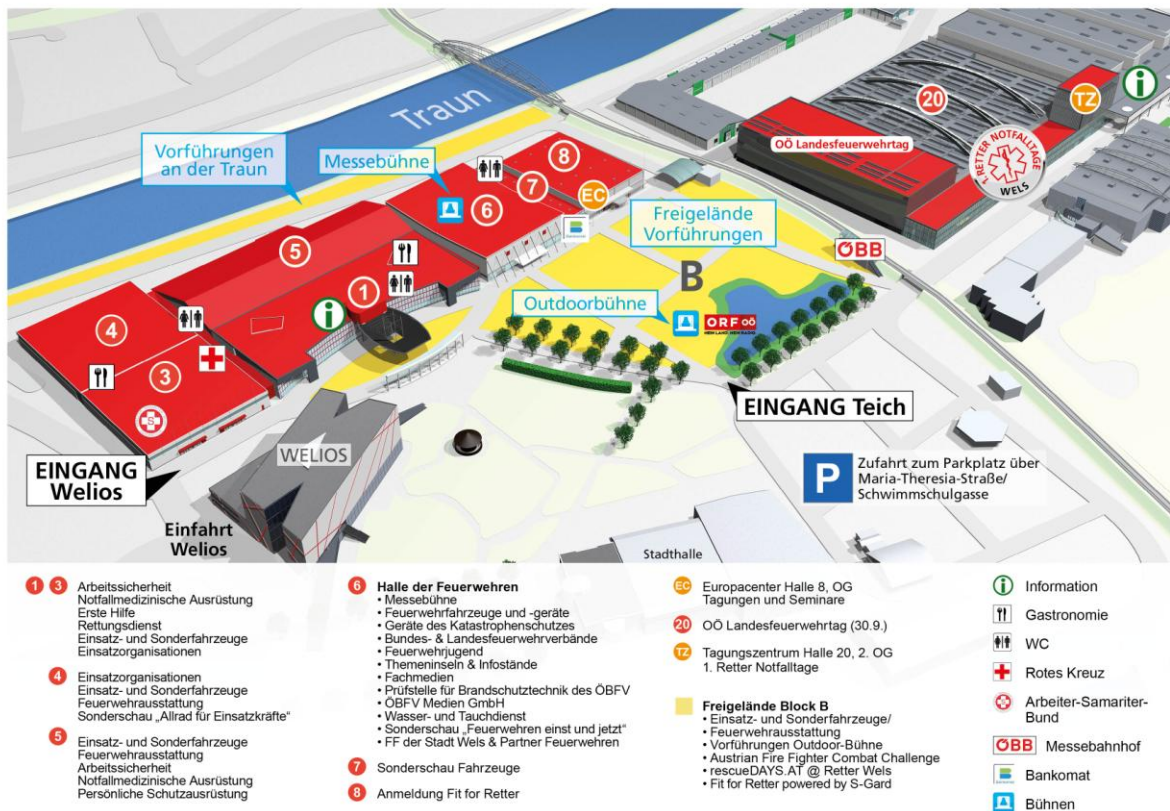 Traun
Vorführungen
an der Traun
Messebühne
8
7
EC
6
5
1
4
3
S
20
TZ
OÖ Landesfeuerwehrtag
1. RETTER NOTFALLTAGE
WELS
Freigelände
Vorführungen
B
ÖBB
Outdoorbühne
ORF OÖ
EINGANG Teich
EINGANG
Welios
WELIOS
Einfahrt
Welios
P
Zufahrt zum Parkplatz über
Maria-Theresia-Straße/
Schwimmschulgasse
Stadthalle
1 3 Arbeitssicherheit
Notfallmedizinische Ausrüstung
Erste Hilfe
Rettungsdienst
Einsatz- und Sonderfahrzeuge
Einsatzorganisationen
4 Einsatzorganisationen
Einsatz- und Sonderfahrzeuge
Feuerwehrausstattung
Sonderschau „Allrad für Einsatzkräfte“
5 Einsatz- und Sonderfahrzeuge
Feuerwehrausstattung
Arbeitssicherheit
Notfallmedizinische Ausrüstung
Persönliche Schutzausrüstung
6 Halle der Feuerwehren
• Messebühne
• Feuerwehrfahrzeuge und -geräte
• Geräte des Katastrophenschutzes
• Bundes- & Landesfeuerwehrverbände
• Feuerwehrjugend
• Themeninseln & Infostände
• Fachmedien
• Prüfstelle für Brandschutztechnik des ÖBFV
• ÖBFV Medien GmbH
• Wasser- und Tauchdienst
• Sonderschau „Feuerwehren einst und jetzt“
• FF der Stadt Wels & Partner Feuerwehren
7 Sonderschau Fahrzeuge
8 Anmeldung Fit for Retter
EC Europacenter Halle 8, OG
Tagungen und Seminare
20 OÖ Landesfeuerwehrtag (30.9.)
TZ Tagungszentrum Halle 20, 2. OG
1. Retter Notfalltage
Freigelände Block B
• Einsatz- und Sonderfahrzeuge/
• Feuerwehrausstattung
• Vorführungen Outdoor-Bühne
• Austrian Fire Fighter Combat Challenge
• rescueDAYS.AT @ Retter Wels
• Fit for Retter powered by S-Gard
i Information
Gastronomie
WC
Rotes Kreuz
Arbeiter-Samariter-
Bund
ÖBB Messebahnhof
Bankomat
Bühnen